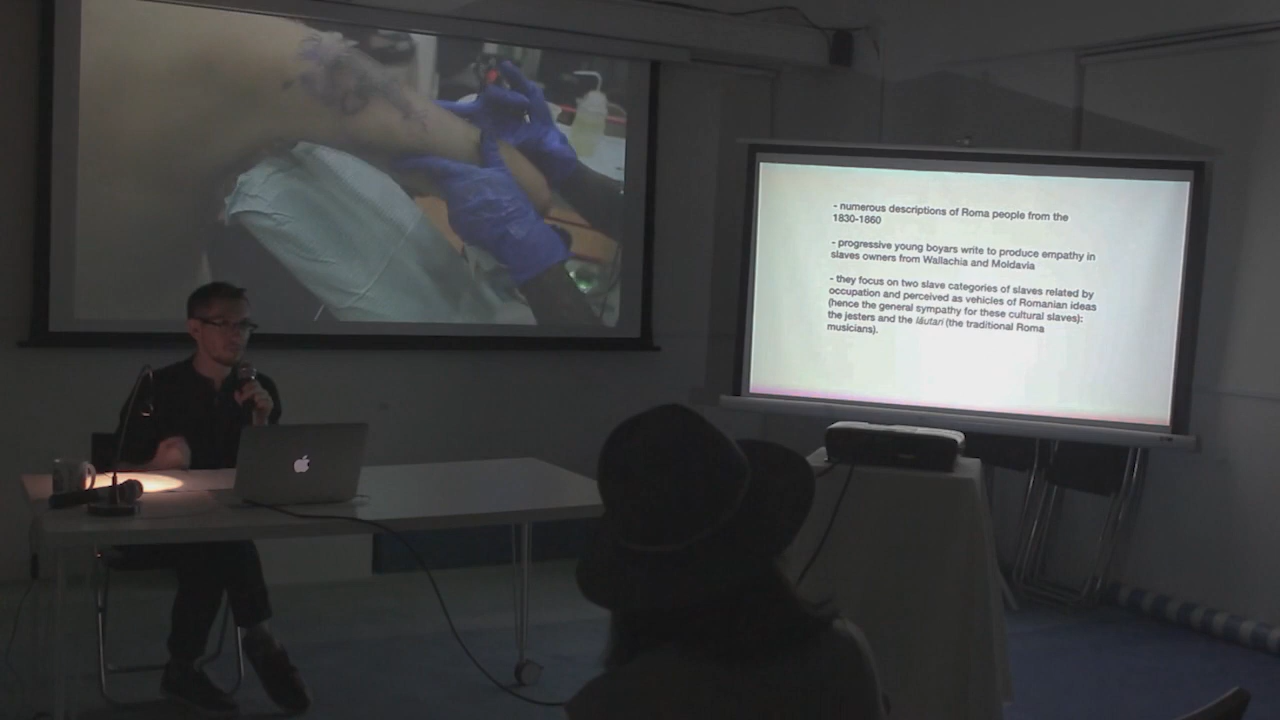 - numerous descriptions of Roma people from the
1830-1860
- progressive young boyars write to produce empathy in
slaves owners from Wallachia and Moldavia
- they focus on two slave categories of slaves related by
occupation and perceived as vehicles of Romanian ideas
(hence the general sympathy for these cultural slaves):
the jesters and the lăutari (the traditional Roma
musicians).